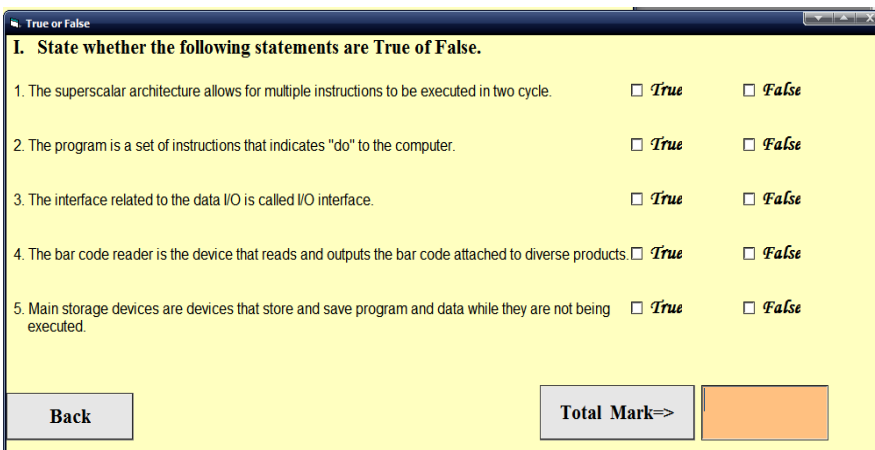 True or False
I. State whether the following statements are True of False.
1. The superscalar architecture allows for multiple instructions to be executed in two cycle. True False
2. The program is a set of instructions that indicates "do" to the computer. True False
3. The interface related to the data I/O is called I/O interface. True False
4. The bar code reader is the device that reads and outputs the bar code attached to diverse products. True False
5. Main storage devices are devices that store and save program and data while they are not being True False
executed.
Back Total Mark=>